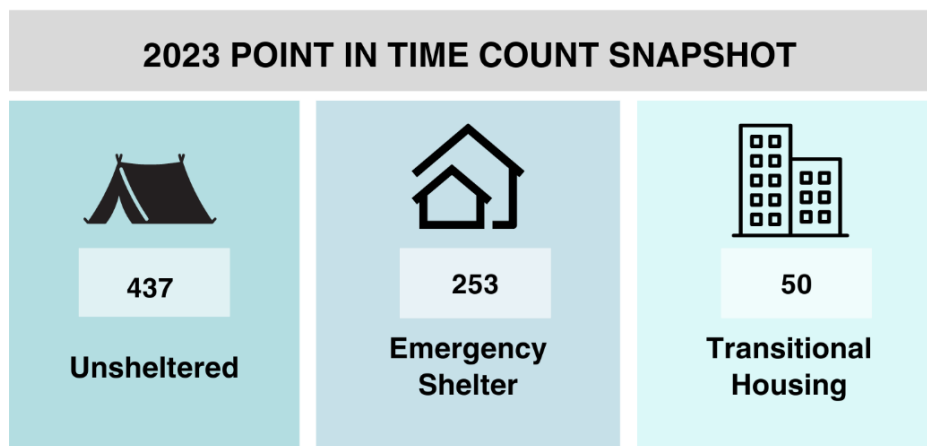 2023 POINT IN TIME COUNT SNAPSHOT
437
Unsheltered
253
Emergency
Shelter
50
Transitional
Housing